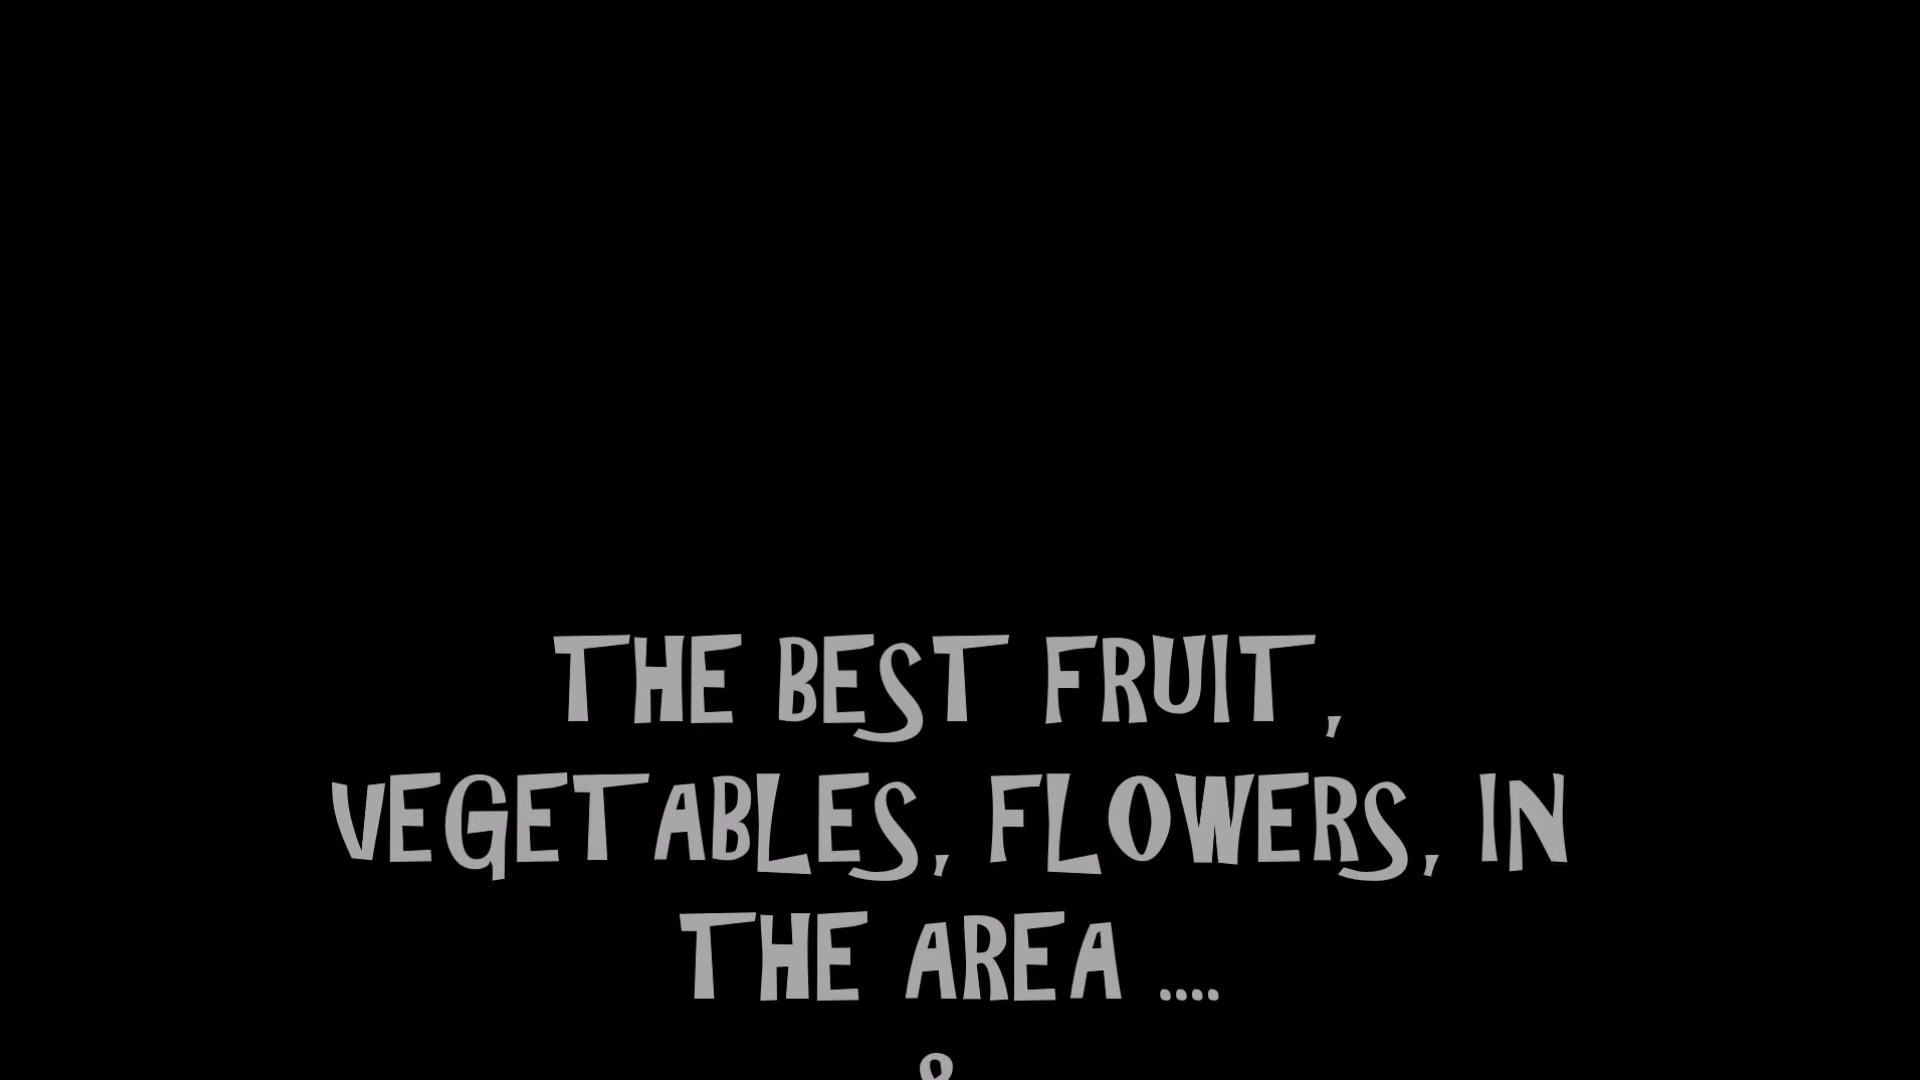 THE BEST FRUIT ,
VEGETABLES, FLOWERS, IN
THE AREA ....